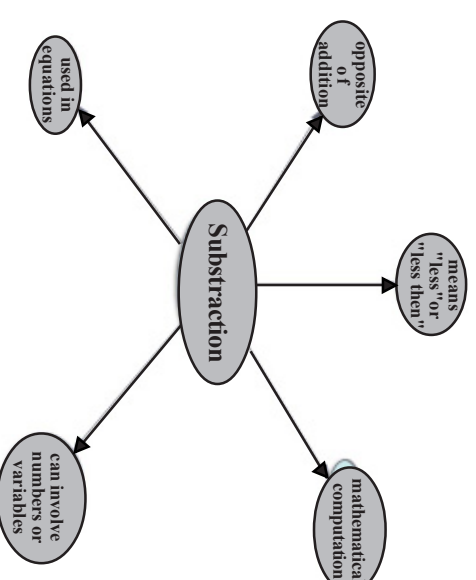 opposite
of
addition
means
"less"or
"less then"
mathematica
computation
Substraction
used in
equations
can involve
numbers or
variables